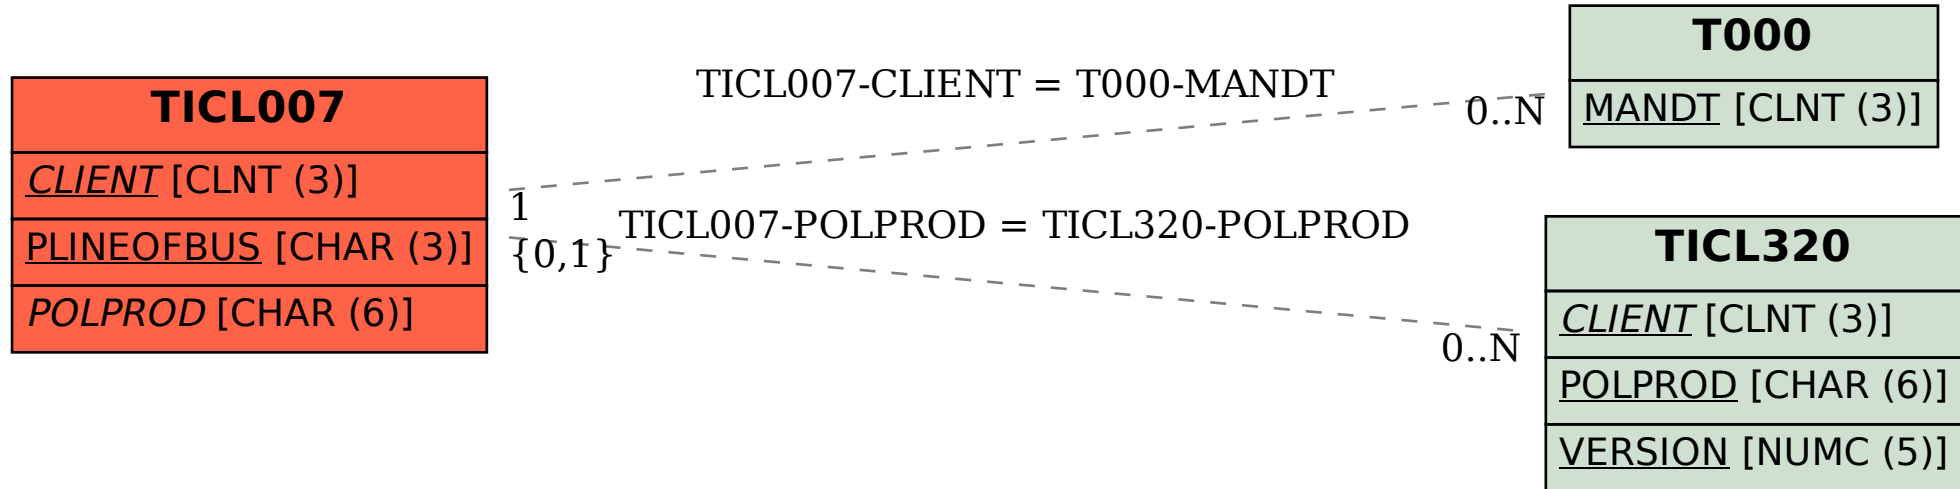 TICL007
CLIENT [CLNT (3)]
PLINEOFBUS [CHAR (3)]
POLPROD [CHAR (6)]
TICL007-CLIENT = T000-MANDT
0..N
1
TICL007-POLPROD = TICL320-POLPROD
{0,1}
0..N
T000
MANDT [CLNT (3)]
TICL320
CLIENT [CLNT (3)]
POLPROD [CHAR (6)]
VERSION [NUMC (5)]